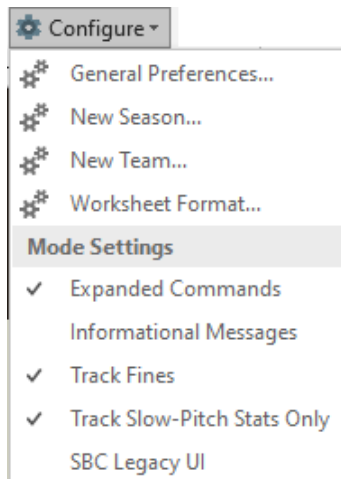 Configure
General Preferences...
New Season...
New Team...
Worksheet Format...
Mode Settings
Expanded Commands
Informational Messages
Track Fines
Track Slow-Pitch Stats Only
SBC Legacy UI